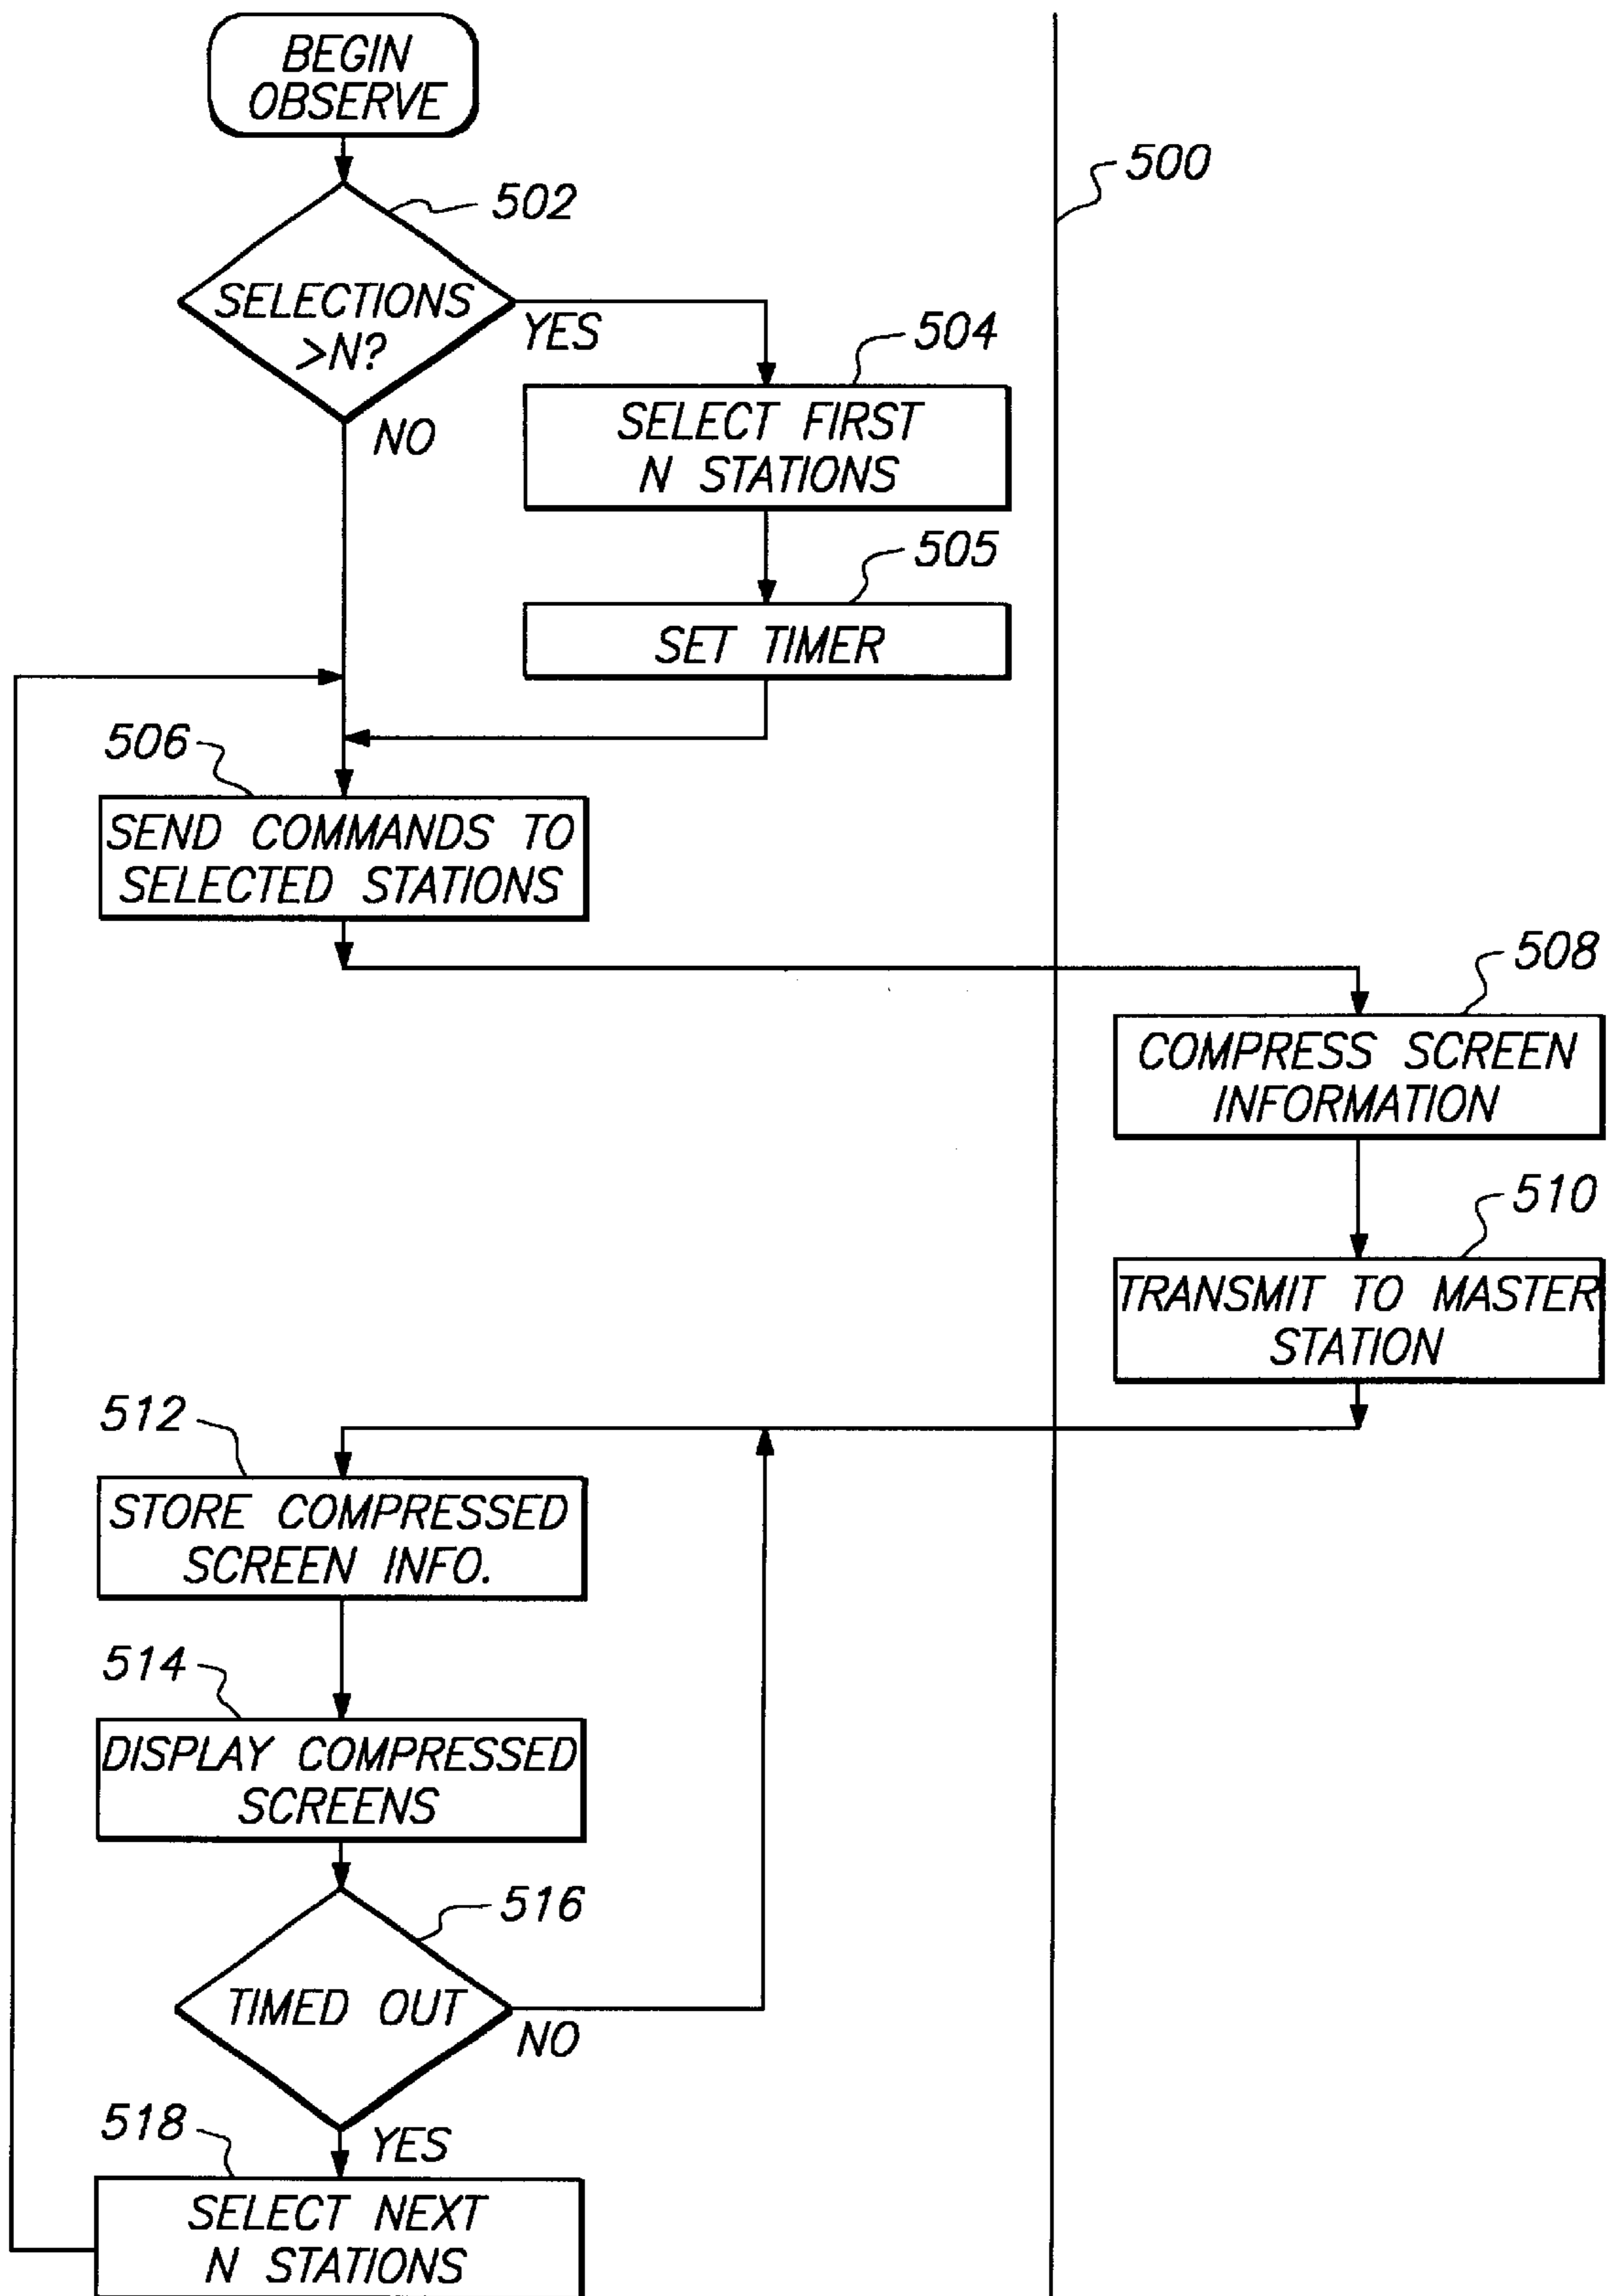 BEGIN
OBSERVE
500
502
SELECTIONS
>N?
YES
NO
504
SELECT FIRST
N STATIONS
505
SET TIMER
506
SEND COMMANDS TO
SELECTED STATIONS
508
COMPRESS SCREEN
INFORMATION
510
TRANSMIT TO MASTER
STATION
512
STORE COMPRESSED
SCREEN INFO.
514
DISPLAY COMPRESSED
SCREENS
516
TIMED OUT
NO
YES
518
SELECT NEXT
N STATIONS